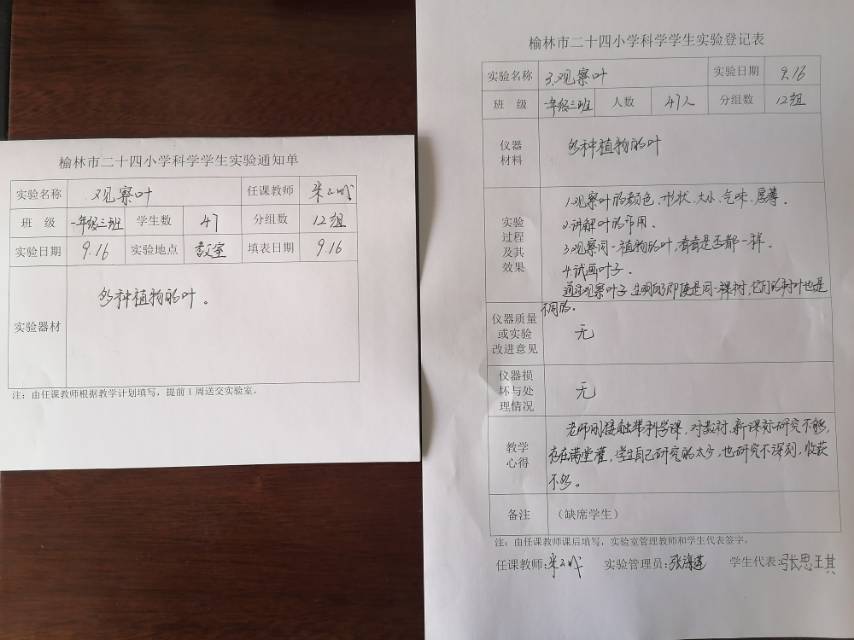 榆林市二十四小学科学学生实验通知单
实验名称 观察叶 任课教师
班 级 一年级三班 学生数 47 分组数 12组
实验日期 9.16 实验地点 教室 填表日期 9.16
实验器材 各种植物的叶。
注：由任课教师根据教学计划填写，提前1周送交实验室。
榆林市二十四小学科学学生实验登记表
实验名称 3.观察叶 实验日期 9.16
班 级 一年级三班 人数 47人 分组数 12组
仪器材料 各种植物的叶
实验过程及其效果
1.观察叶的颜色、形状、大小、气味、厚薄。
2.讲解叶的作用。
3.观察同一植物的叶,看看是否都一样。
4.试画叶子。
通过观察叶子,生明白即使是同一棵树,它们的树叶也是
不同的。
仪器质量或实验改进意见 无
仪器损坏与处理情况 无
教学心得
老师刚接触带科学课,对教材、新课标研究不够,
存在满堂灌,学生自己研究的太少,也研究不深刻,收获
不够。
备注 （缺席学生）
注：由任课教师课后填写，实验室管理教师和学生代表签字。
任课教师: 实验管理员: 学生代表:张思王其